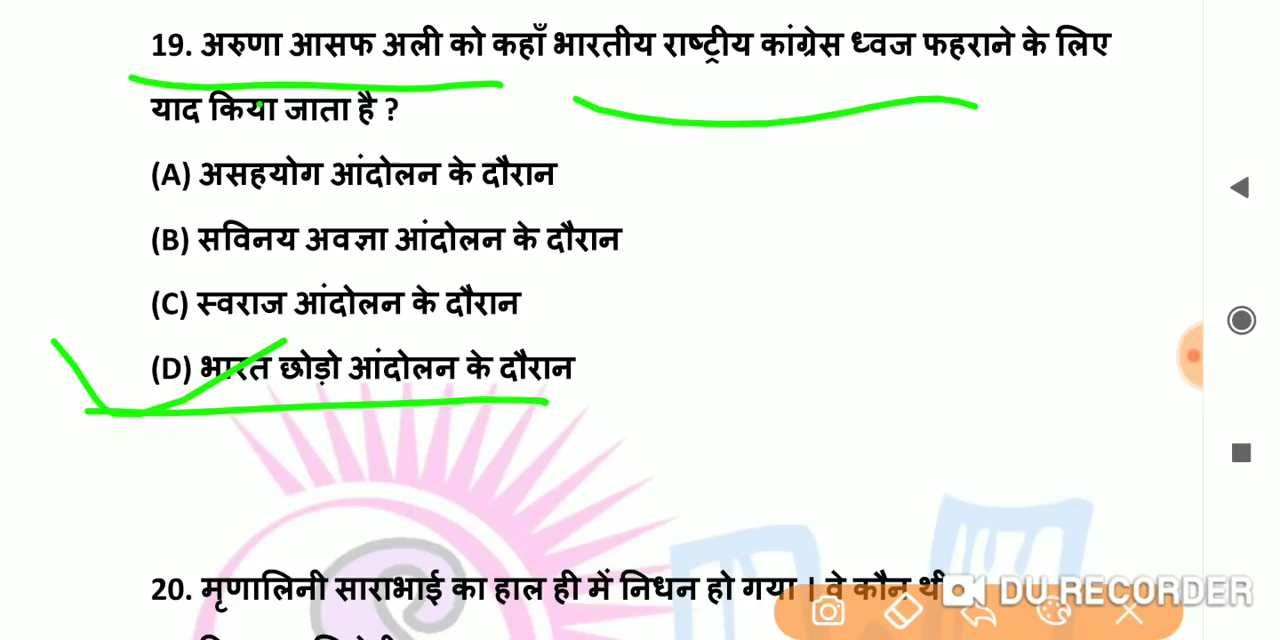 19. अरुणा आसफ अली को कहाँ भारतीय राष्ट्रीय कांग्रेस ध्वज फहराने के लिए
याद किया जाता है ?
(A) असहयोग आंदोलन के दौरान
(B) सविनय अवज्ञा आंदोलन के दौरान
(C) स्वराज आंदोलन के दौरान
(D) भारत छोड़ो आंदोलन के दौरान
20. मृणालिनी साराभाई का हाल ही में निधन हो गया । वे कौन थी
DU RECORDER